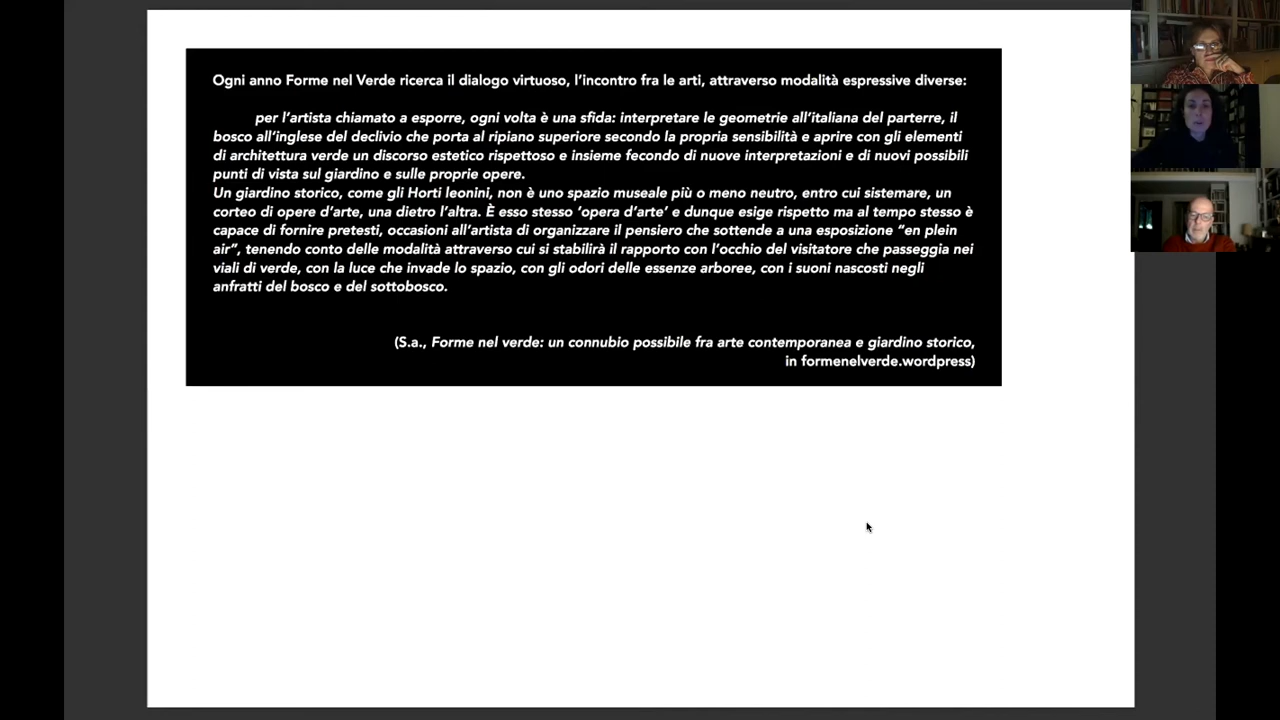 Ogni anno Forme nel Verde ricerca il dialogo virtuoso, l’incontro fra le arti, attraverso modalità espressive diverse:
per l’artista chiamato a esporre, ogni volta è una sfida: interpretare le geometrie all’italiana del parterre, il
bosco all’inglese del declivio che porta al ripiano superiore secondo la propria sensibilità e aprire con gli elementi
di architettura verde un discorso estetico rispettoso e insieme fecondo di nuove interpretazioni e di nuovi possibili
punti di vista sul giardino e sulle proprie opere.
Un giardino storico, come gli Horti leonini, non è uno spazio museale più o meno neutro, entro cui sistemare, un
corteo di opere d’arte, una dietro l’altra. È esso stesso ‘opera d’arte’ e dunque esige rispetto ma al tempo stesso è
capace di fornire pretesti, occasioni all’artista di organizzare il pensiero che sottende a una esposizione “en plein
air”, tenendo conto delle modalità attraverso cui si stabilirà il rapporto con l’occhio del visitatore che passeggia nei
viali di verde, con la luce che invade lo spazio, con gli odori delle essenze arboree, con i suoni nascosti negli
anfratti del bosco e del sottobosco.
(S.a., Forme nel verde: un connubio possibile fra arte contemporanea e giardino storico,
in formenelverde.wordpress)